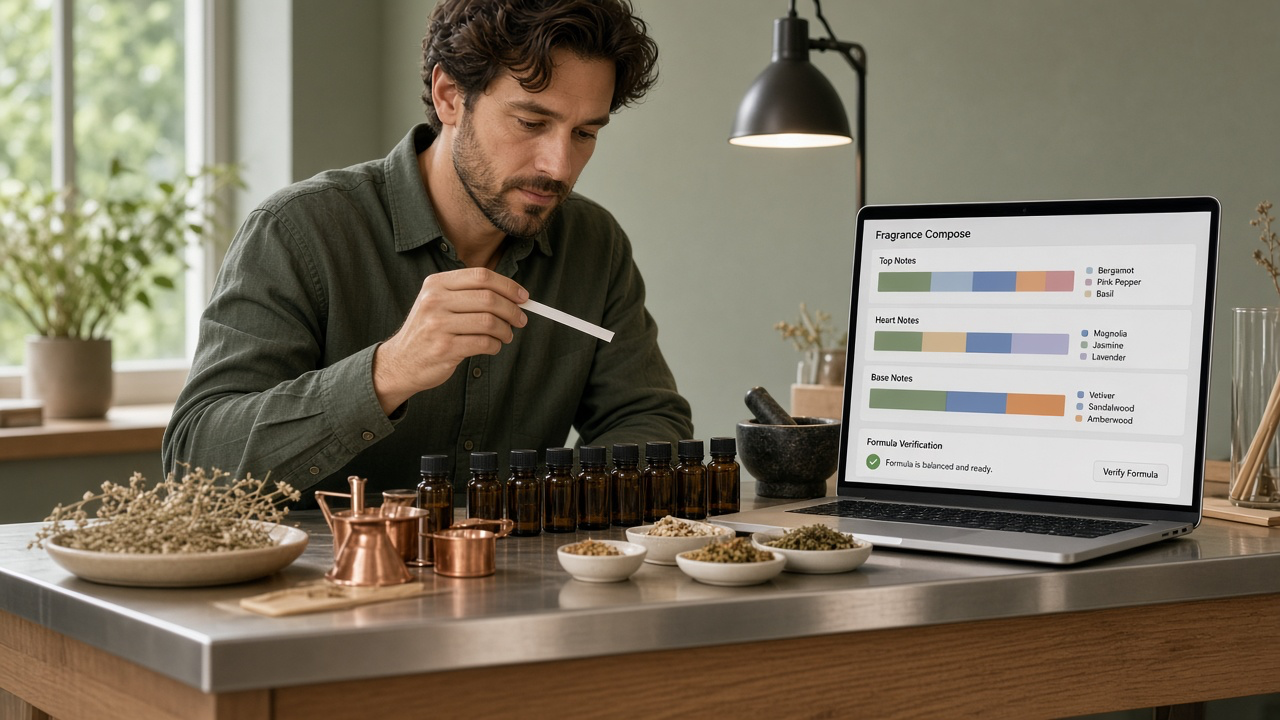 Fragrance Compose
Top Notes
Bergamot
Pink Pepper
Basil
Heart Notes
Magnolia
Jasmine
Lavender
Base Notes
Vetiver
Sandalwood
Amberwood
Formula Verification
Formula is balanced and ready.
Verify Formula